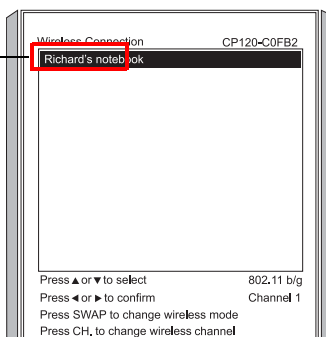 Wireless Connection CP120-C0FB2
Richard's notebook
Press ▲ or ▼ to select 802.11 b/g
Press ◄ or ► to confirm Channel 1
Press SWAP to change wireless mode
Press CH. to change wireless channel